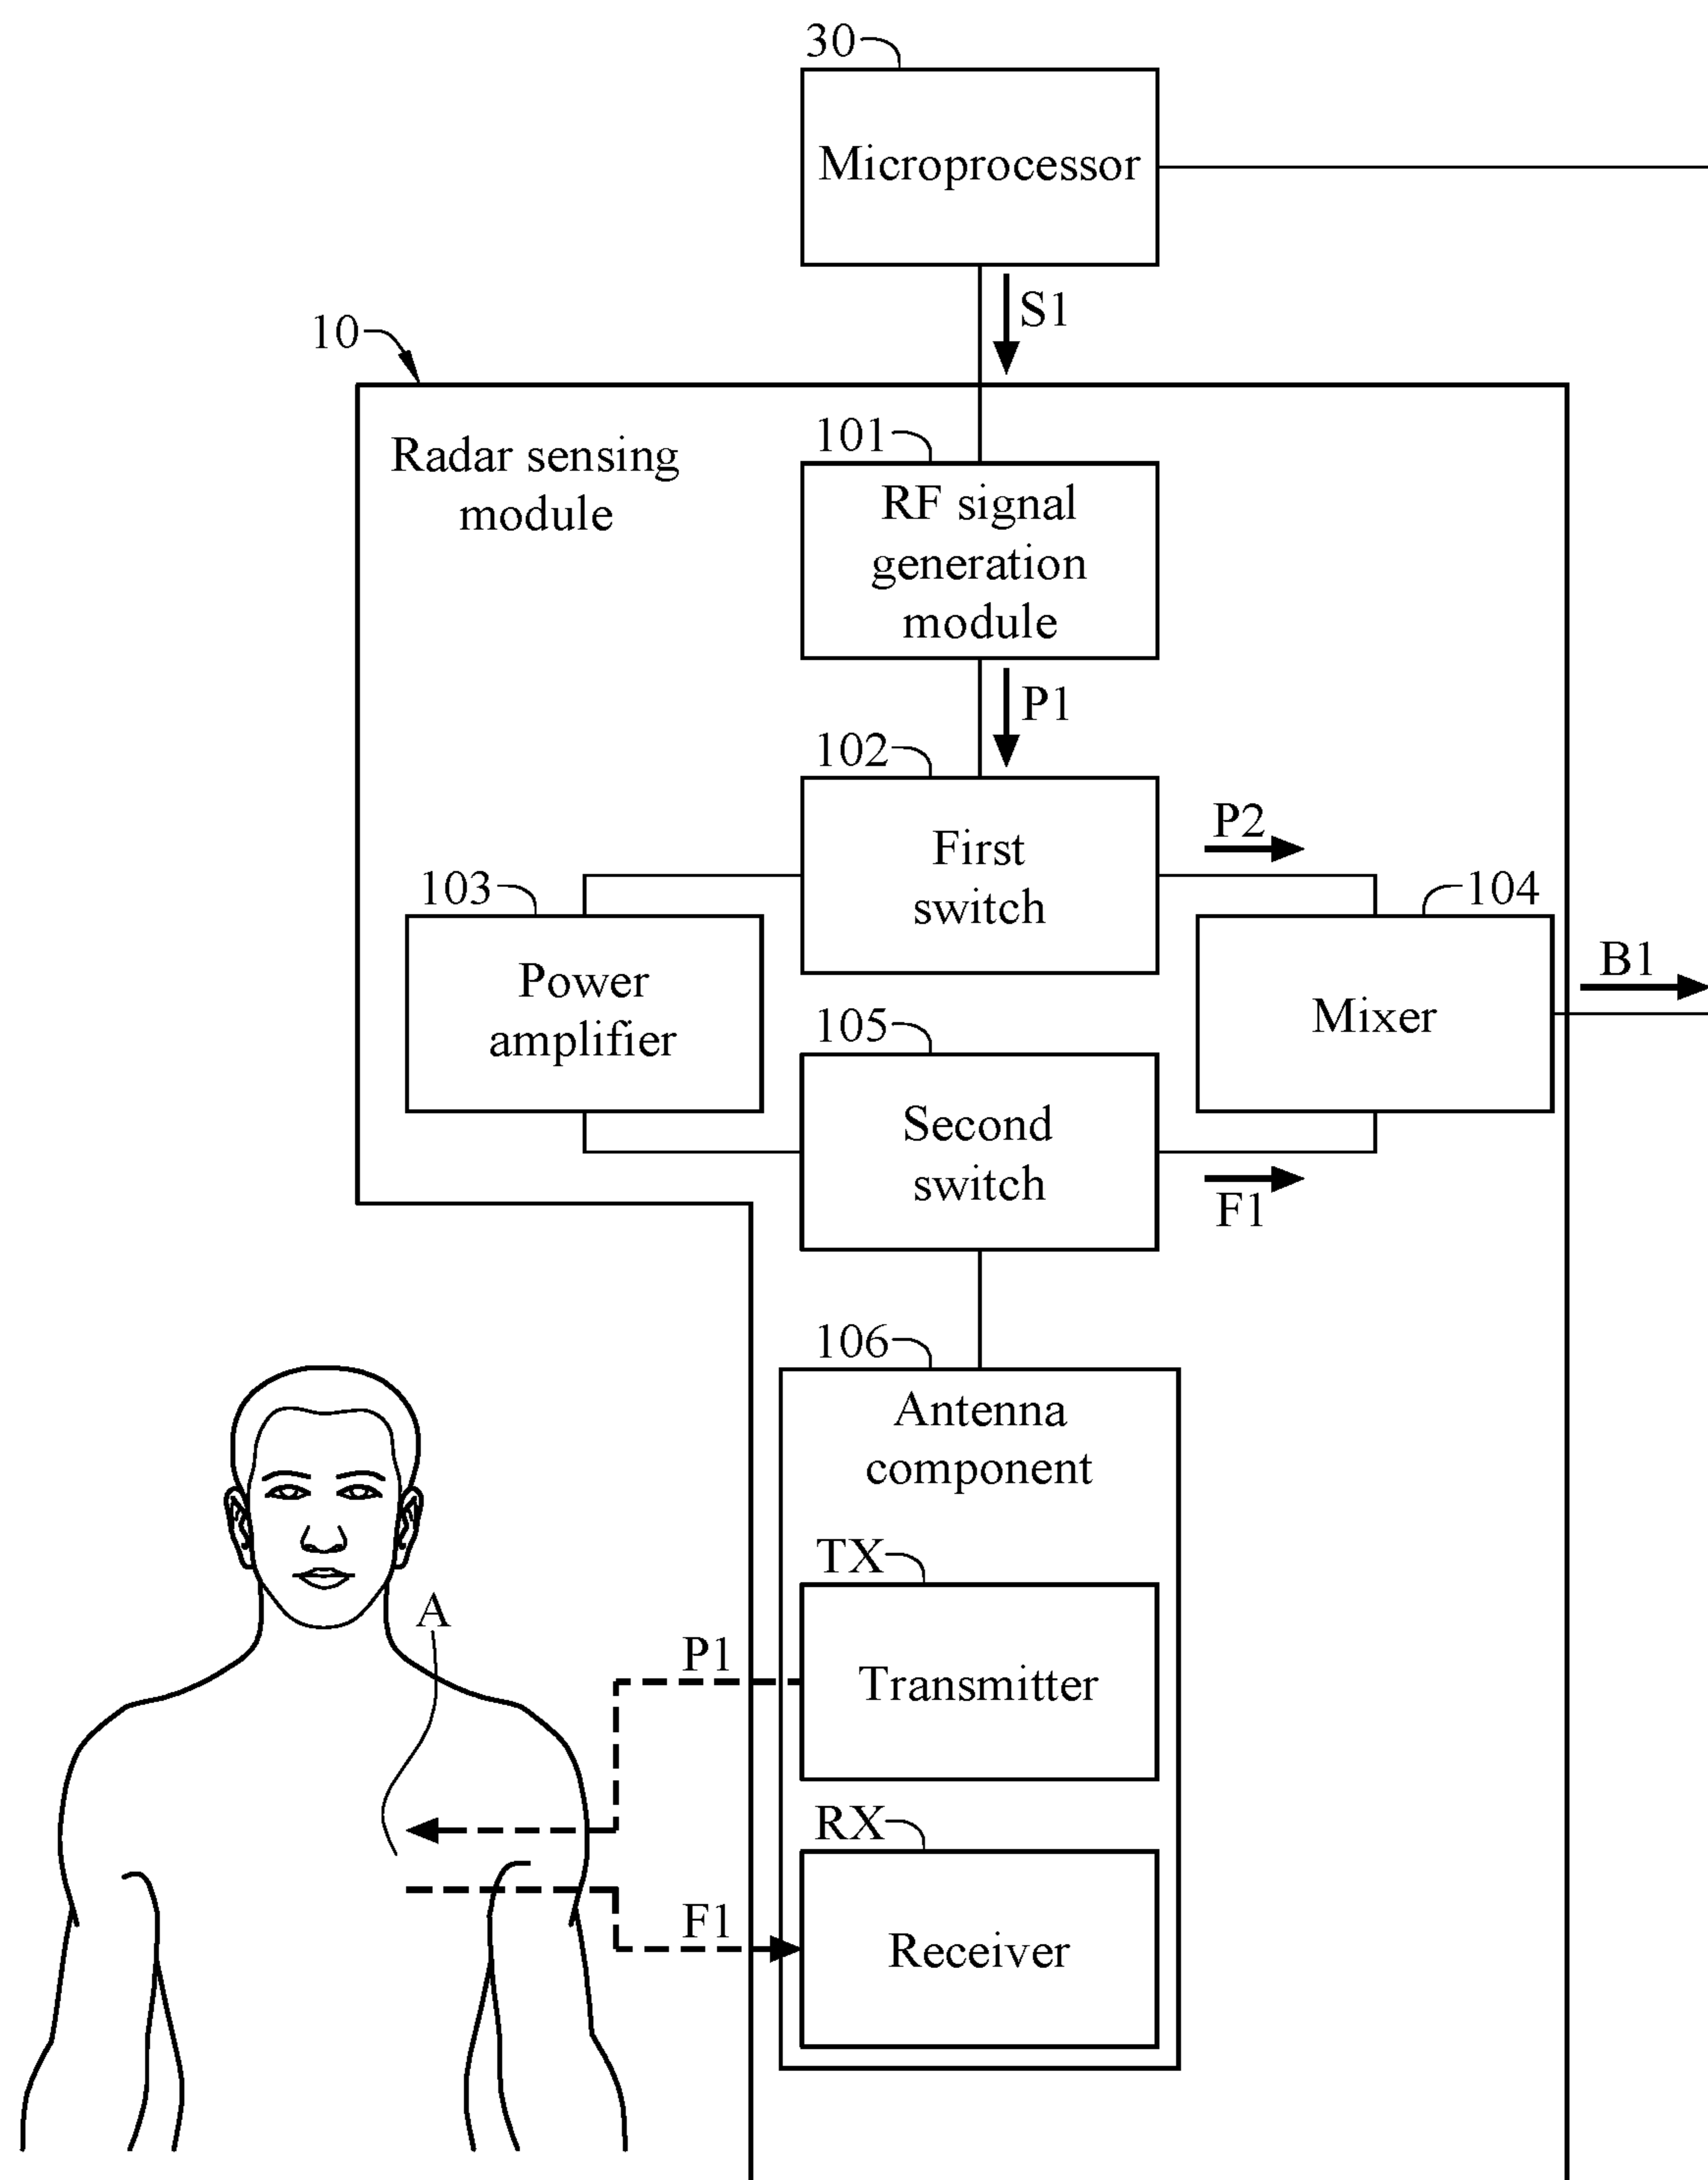 30
Microprocessor
S1
10
Radar sensing
module
101
RF signal
generation
module
P1
102
First
switch
P2
103
Power
amplifier
104
Mixer
B1
105
Second
switch
F1
106
Antenna
component
TX
Transmitter
A
P1
RX
Receiver
F1